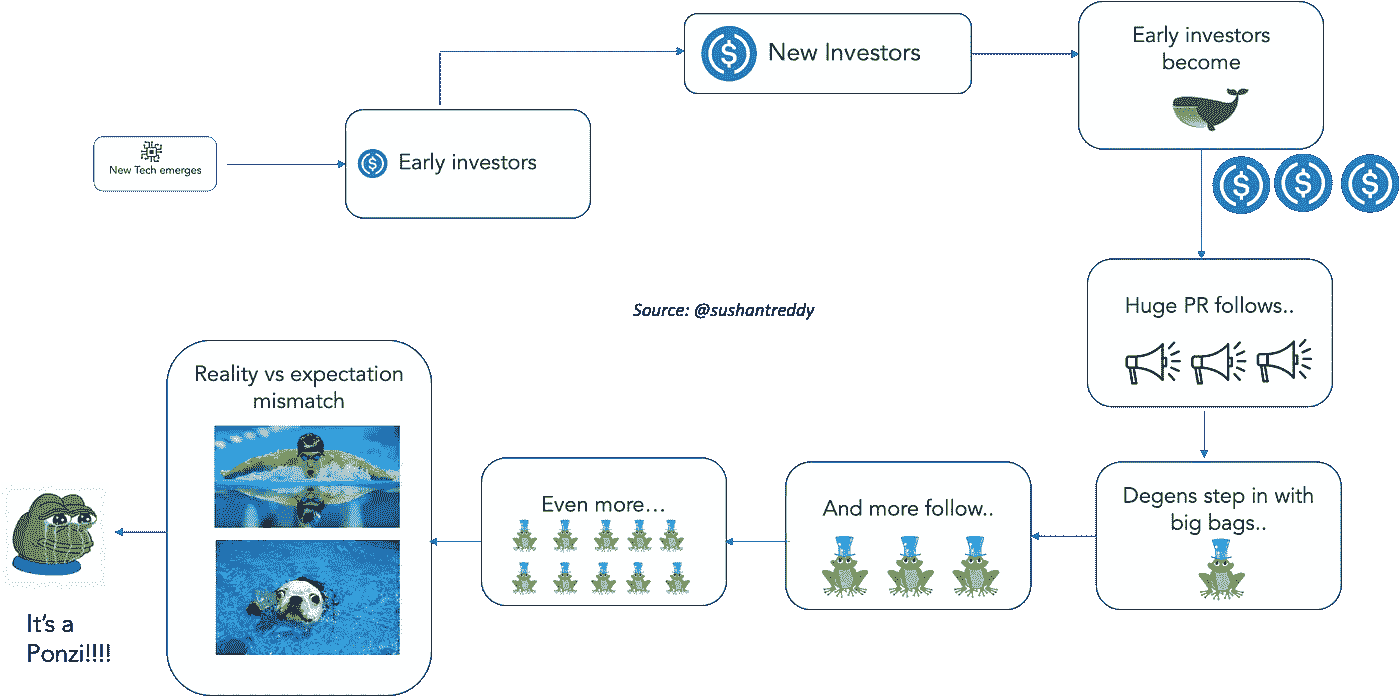 New Tech emerges
Early investors
New Investors
Early investors
become
Huge PR follows..
Source: @sushantreddy
Degens step in with
big bags..
And more follow..
Even more…
Reality vs expectation
mismatch
It's a
Ponzi!!!!